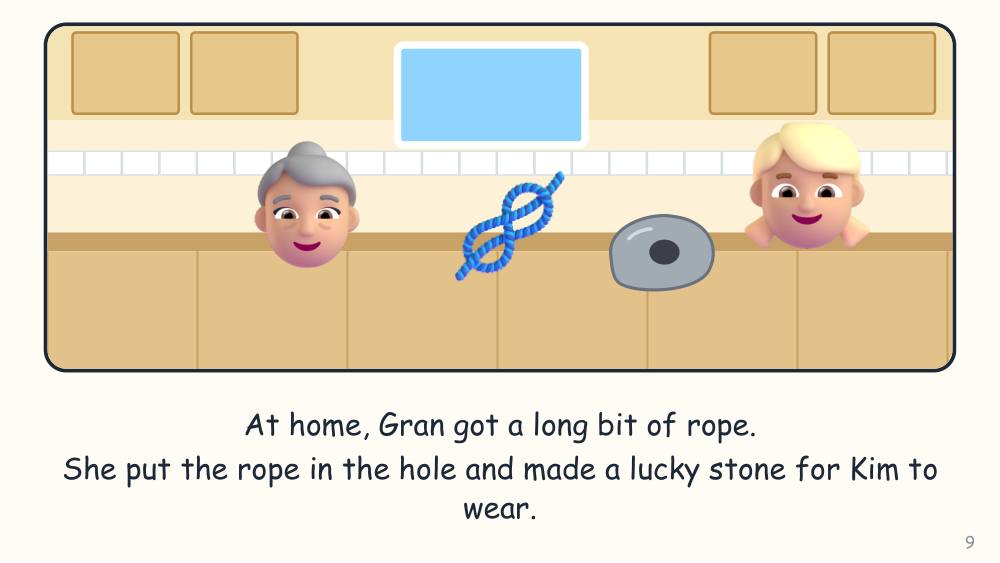 At home, Gran got a long bit of rope.
She put the rope in the hole and made a lucky stone for Kim to
wear.
9